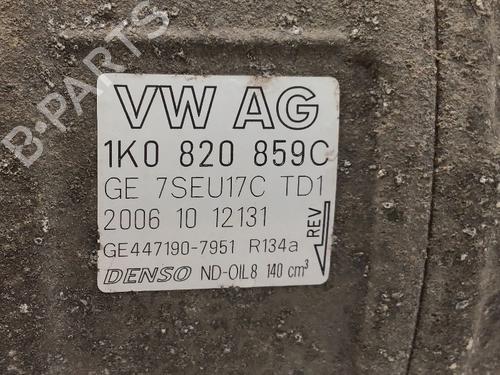 B-PARTS
VW AG
1K0 820 859C
GE 7SEU17C TD1
2006 10 12131
GE447190-7951 R134a
DENSO ND-OIL8 140 cm³
REV